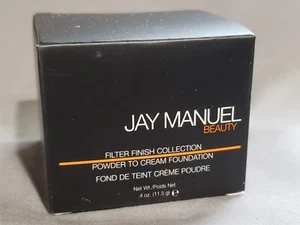 JAY MANUEL
BEAUTY
FILTER FINISH COLLECTION
POWDER TO CREAM FOUNDATION
FOND DE TEINT CRÈME POUDRE
Net Wt./Poids Net
.4 oz. (11.5 g) ℮